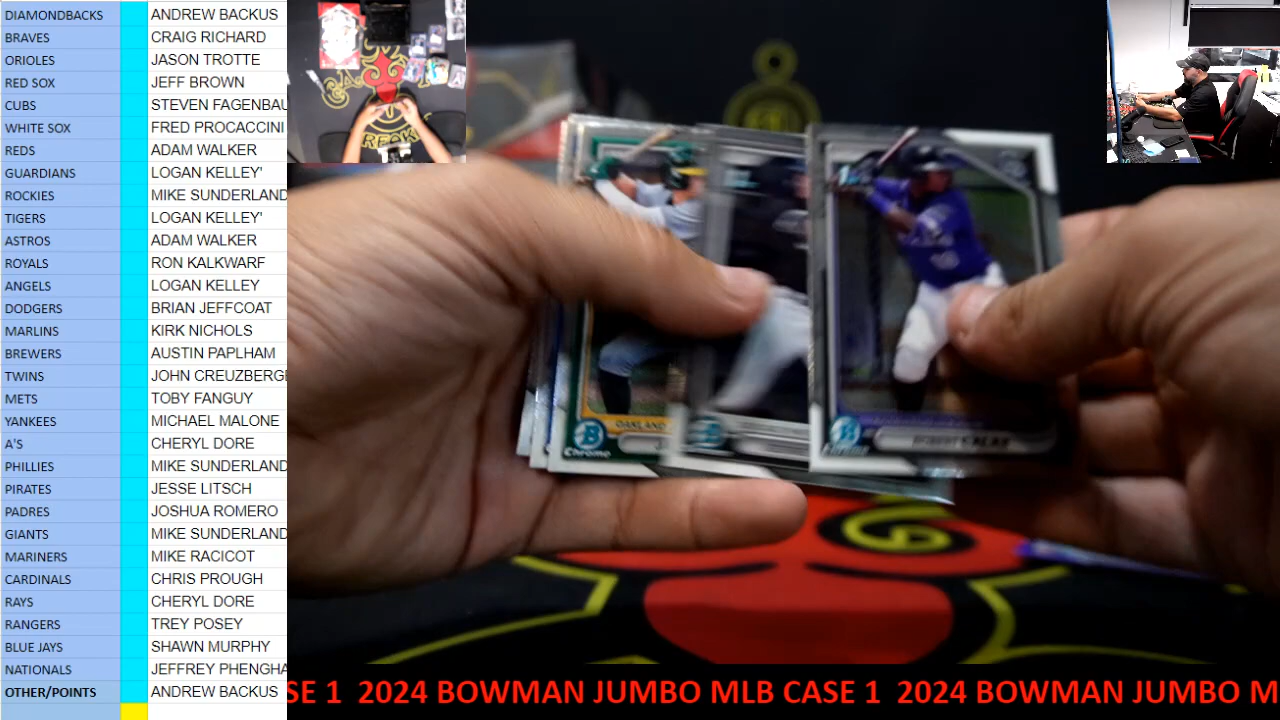 DIAMONDBACKS ANDREW BACKUS
BRAVES CRAIG RICHARD
ORIOLES JASON TROTTE
RED SOX JEFF BROWN
CUBS STEVEN FAGENBAU
WHITE SOX FRED PROCACCINI
REDS ADAM WALKER
GUARDIANS LOGAN KELLEY'
ROCKIES MIKE SUNDERLAND
TIGERS LOGAN KELLEY'
ASTROS ADAM WALKER
ROYALS RON KALKWARF
ANGELS LOGAN KELLEY
DODGERS BRIAN JEFFCOAT
MARLINS KIRK NICHOLS
BREWERS AUSTIN PAPLHAM
TWINS JOHN CREUZBERGE
METS TOBY FANGUY
YANKEES MICHAEL MALONE
A'S CHERYL DORE
PHILLIES MIKE SUNDERLAND
PIRATES JESSE LITSCH
PADRES JOSHUA ROMERO
GIANTS MIKE SUNDERLAND
MARINERS MIKE RACICOT
CARDINALS CHRIS PROUGH
RAYS CHERYL DORE
RANGERS TREY POSEY
BLUE JAYS SHAWN MURPHY
NATIONALS JEFFREY PHENGHA
OTHER/POINTS ANDREW BACKUS
OAKLAND
Chrome
SE 1 2024 BOWMAN JUMBO MLB CASE 1 2024 BOWMAN JUMBO M